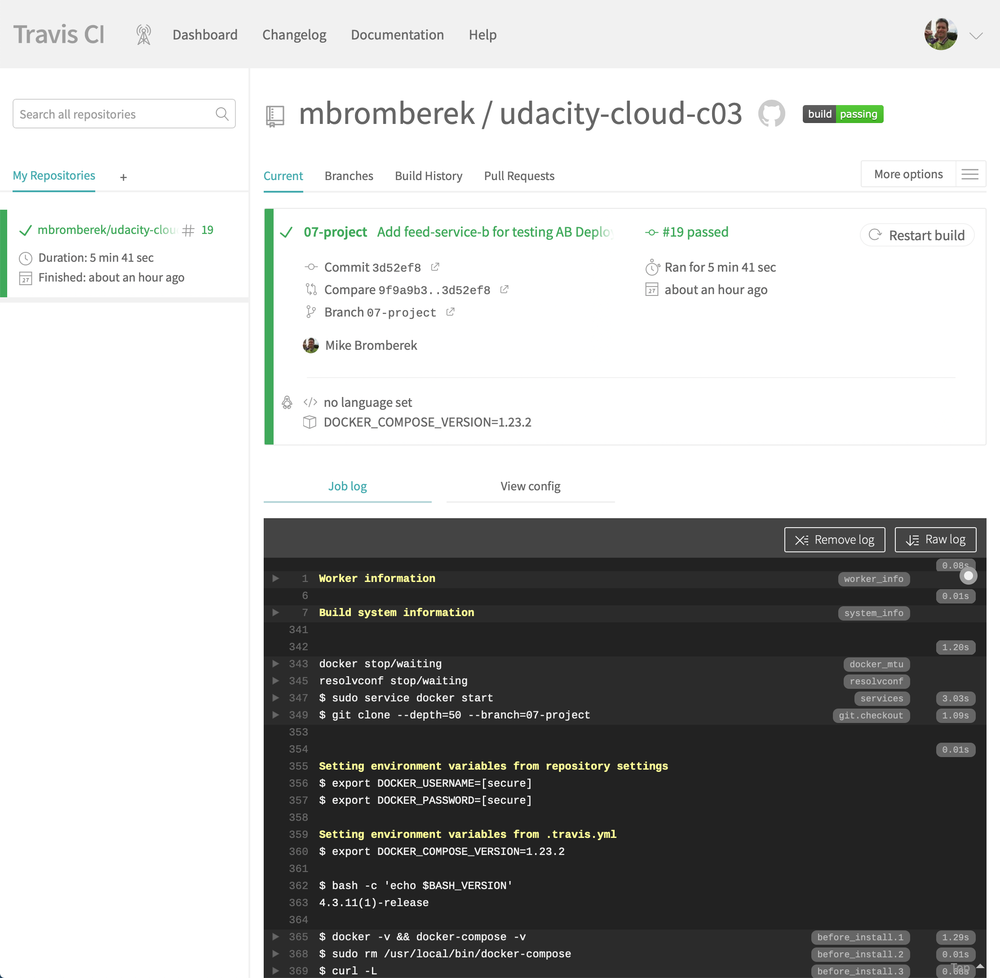 Travis CI Dashboard Changelog Documentation Help
Search all repositories
mbromberek / udacity-cloud-c03 build passing
My Repositories +
Current Branches Build History Pull Requests More options
mbromberek/udacity-clou # 19
Duration: 5 min 41 sec
Finished: about an hour ago
07-project Add feed-service-b for testing AB Deploy #19 passed Restart build
Commit 3d52ef8 Ran for 5 min 41 sec
Compare 9f9a9b3..3d52ef8 about an hour ago
Branch 07-project
Mike Bromberek
</> no language set
DOCKER_COMPOSE_VERSION=1.23.2
Job log View config
Remove log Raw log
0.08s
1 Worker information worker_info
6 0.01s
7 Build system information system_info
341
342 1.20s
343 docker stop/waiting docker_mtu
345 resolvconf stop/waiting resolvconf
347 $ sudo service docker start services 3.03s
349 $ git clone --depth=50 --branch=07-project git.checkout 1.09s
353
354 0.01s
355 Setting environment variables from repository settings
356 $ export DOCKER_USERNAME=[secure]
357 $ export DOCKER_PASSWORD=[secure]
358
359 Setting environment variables from .travis.yml
360 $ export DOCKER_COMPOSE_VERSION=1.23.2
361
362 $ bash -c 'echo $BASH_VERSION'
363 4.3.11(1)-release
364
365 $ docker -v && docker-compose -v before_install.1 1.29s
368 $ sudo rm /usr/local/bin/docker-compose before_install.2 0.01s
369 $ curl -L before_install.3 0.68s
Top